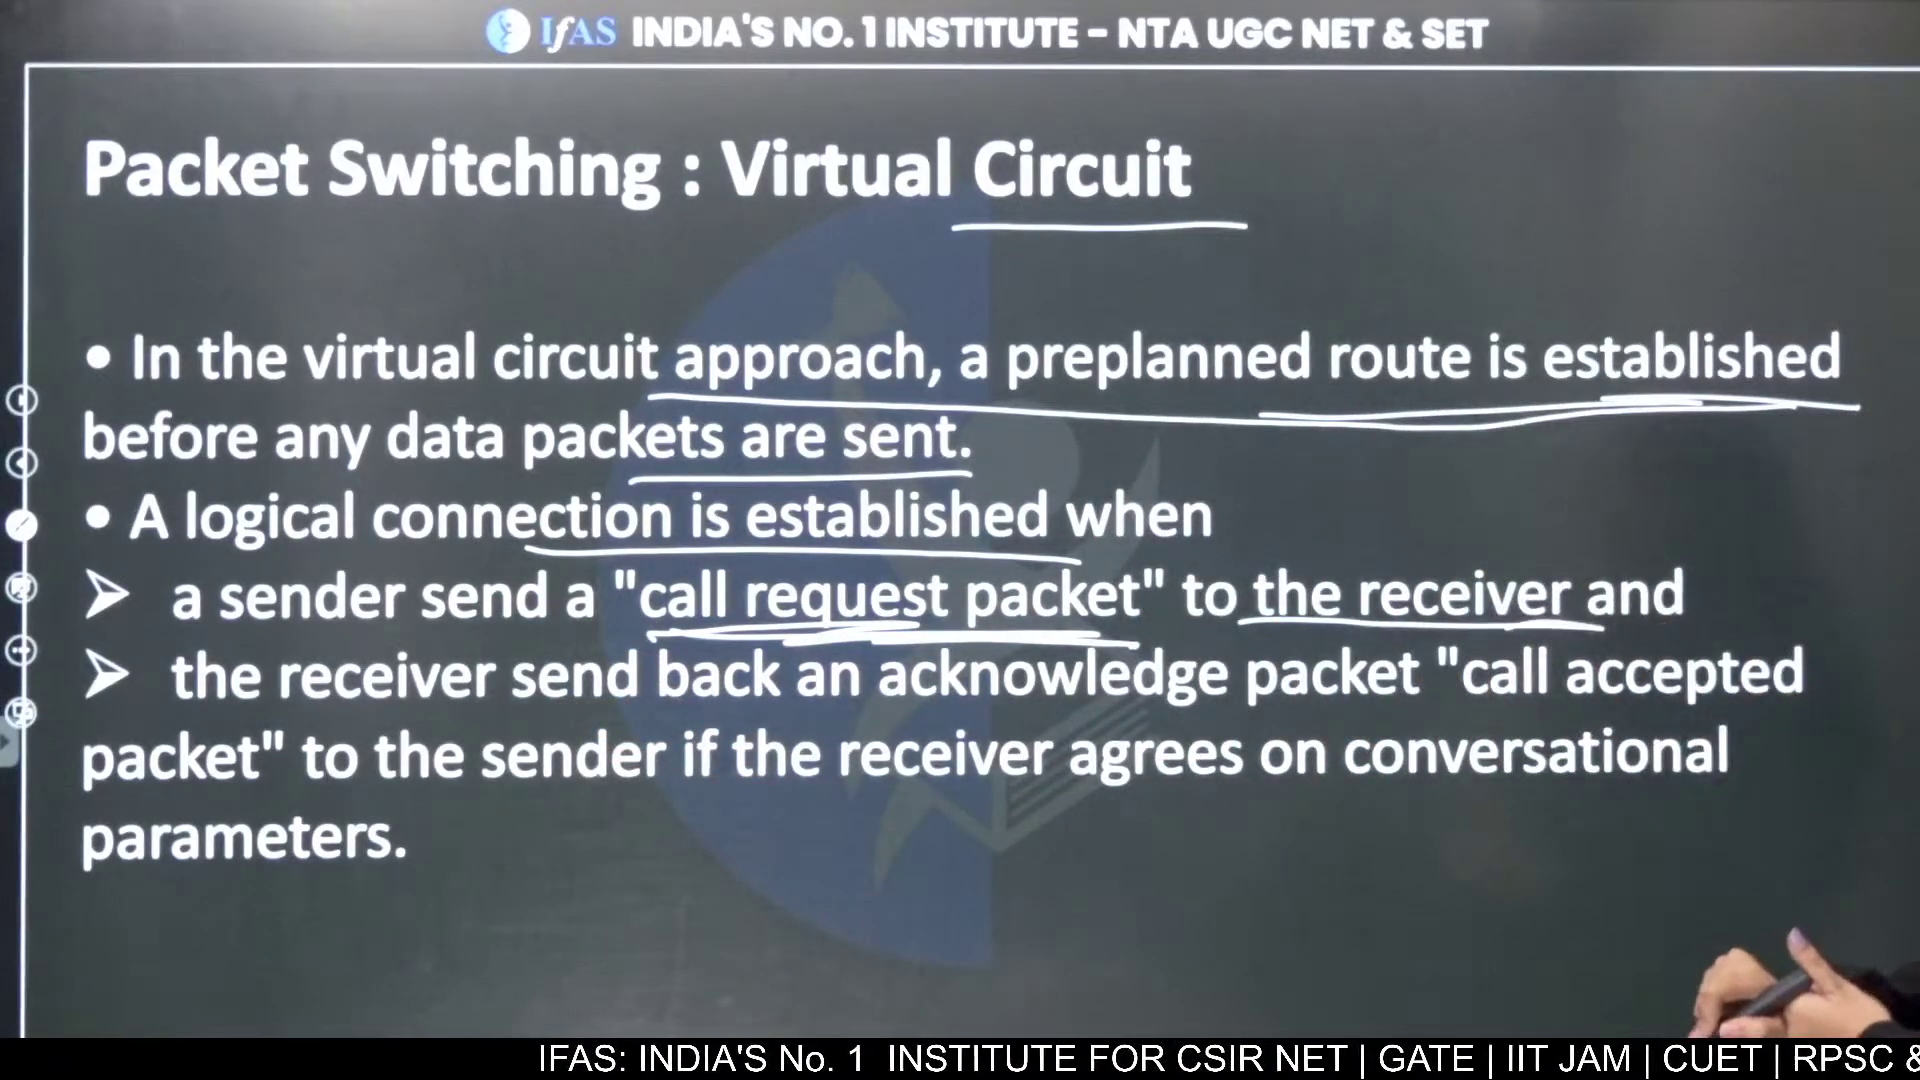 IfAS INDIA'S NO. 1 INSTITUTE - NTA UGC NET & SET
Packet Switching : Virtual Circuit
• In the virtual circuit approach, a preplanned route is established
before any data packets are sent.
• A logical connection is established when
➢ a sender send a "call request packet" to the receiver and
➢ the receiver send back an acknowledge packet "call accepted
packet" to the sender if the receiver agrees on conversational
parameters.
IFAS: INDIA'S No. 1 INSTITUTE FOR CSIR NET | GATE | IIT JAM | CUET | RPSC &